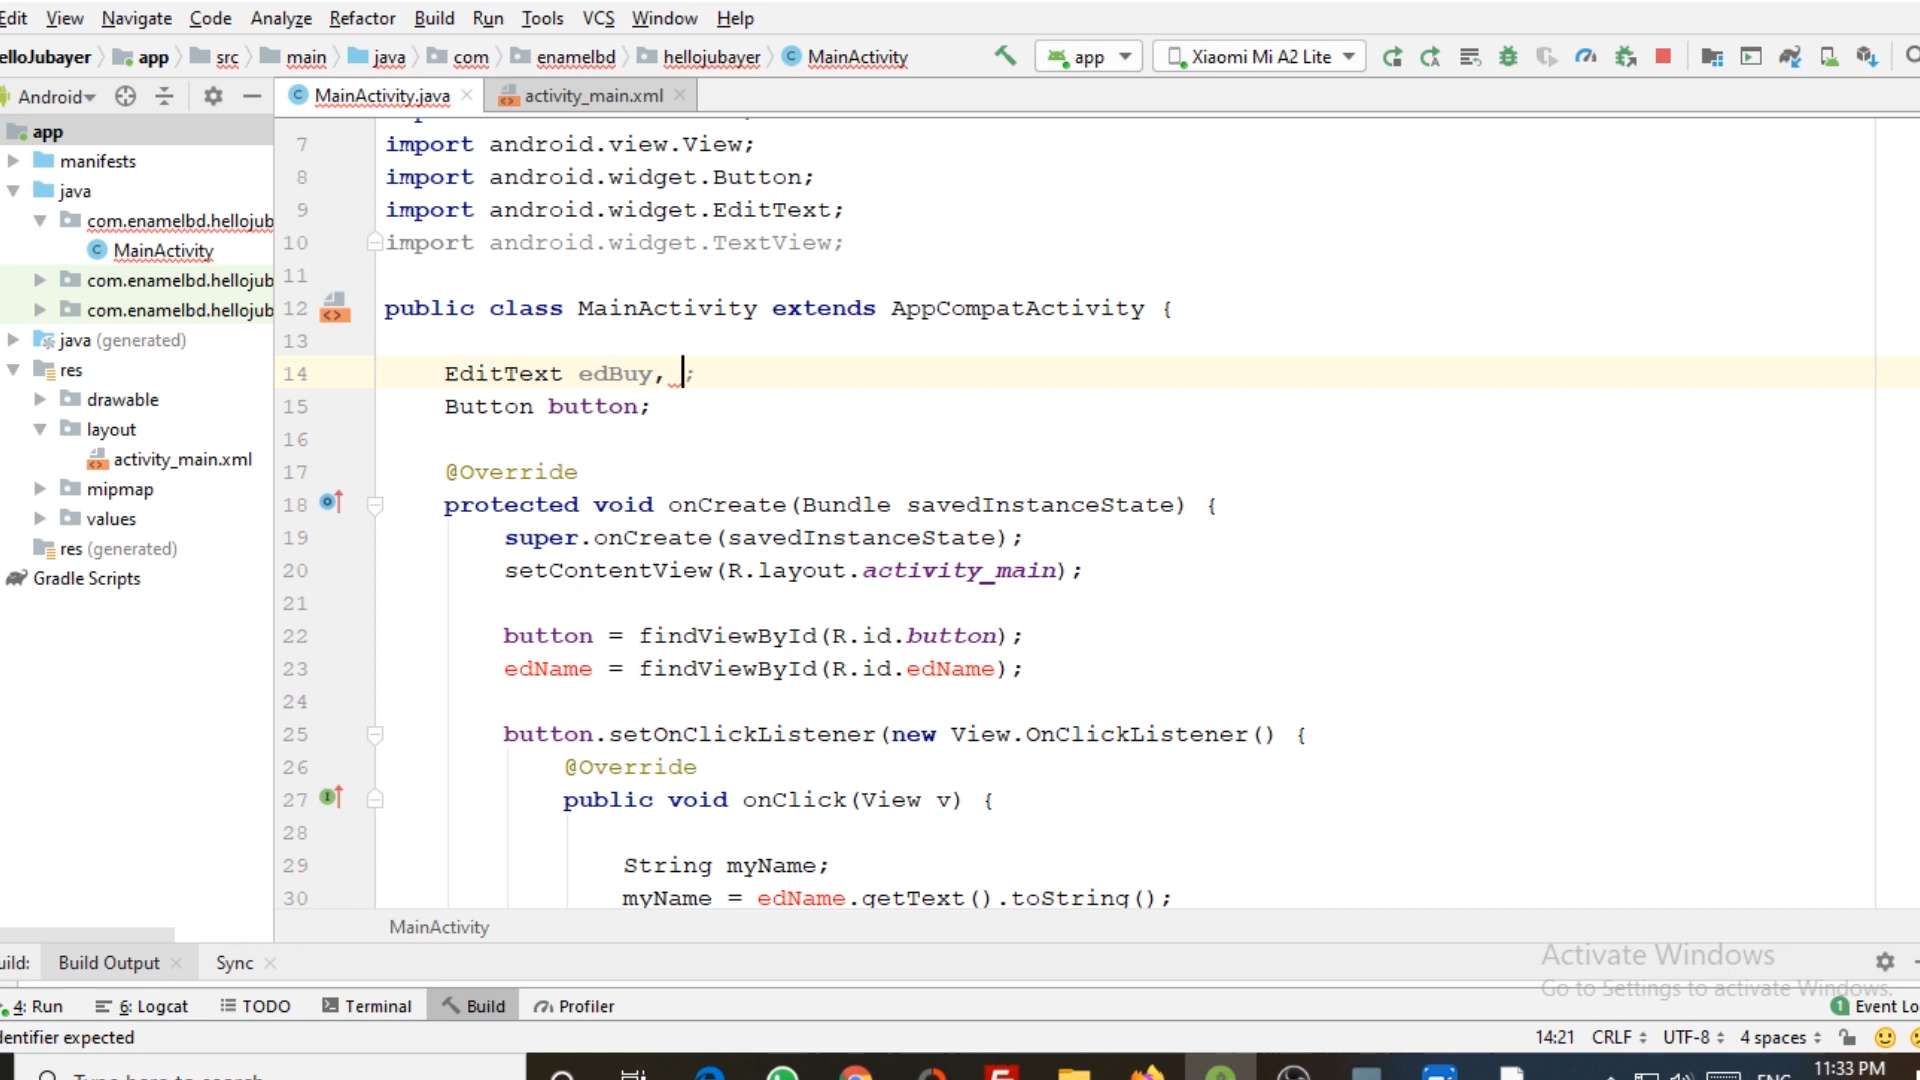 Edit View Navigate Code Analyze Refactor Build Run Tools VCS Window Help
elloJubayer app src main java com enamelbd hellojubayer MainActivity app Xiaomi Mi A2 Lite
Android MainActivity.java activity_main.xml
app
manifests
java
com.enamelbd.hellojub
MainActivity
com.enamelbd.hellojub
com.enamelbd.hellojub
java (generated)
res
drawable
layout
activity_main.xml
mipmap
values
res (generated)
Gradle Scripts
7 import android.view.View;
8 import android.widget.Button;
9 import android.widget.EditText;
10 import android.widget.TextView;
11
12 public class MainActivity extends AppCompatActivity {
13
14 EditText edBuy, ;
15 Button button;
16
17 @Override
18 protected void onCreate(Bundle savedInstanceState) {
19 super.onCreate(savedInstanceState);
20 setContentView(R.layout.activity_main);
21
22 button = findViewById(R.id.button);
23 edName = findViewById(R.id.edName);
24
25 button.setOnClickListener(new View.OnClickListener() {
26 @Override
27 public void onClick(View v) {
28
29 String myName;
30 myName = edName.getText().toString();
MainActivity
Activate Windows
Go to Settings to activate Windows.
uild: Build Output Sync
4: Run 6: Logcat TODO Terminal Build Profiler 1 Event Lo
dentifier expected 14:21 CRLF UTF-8 4 spaces
Type here to search ENG 11:33 PM